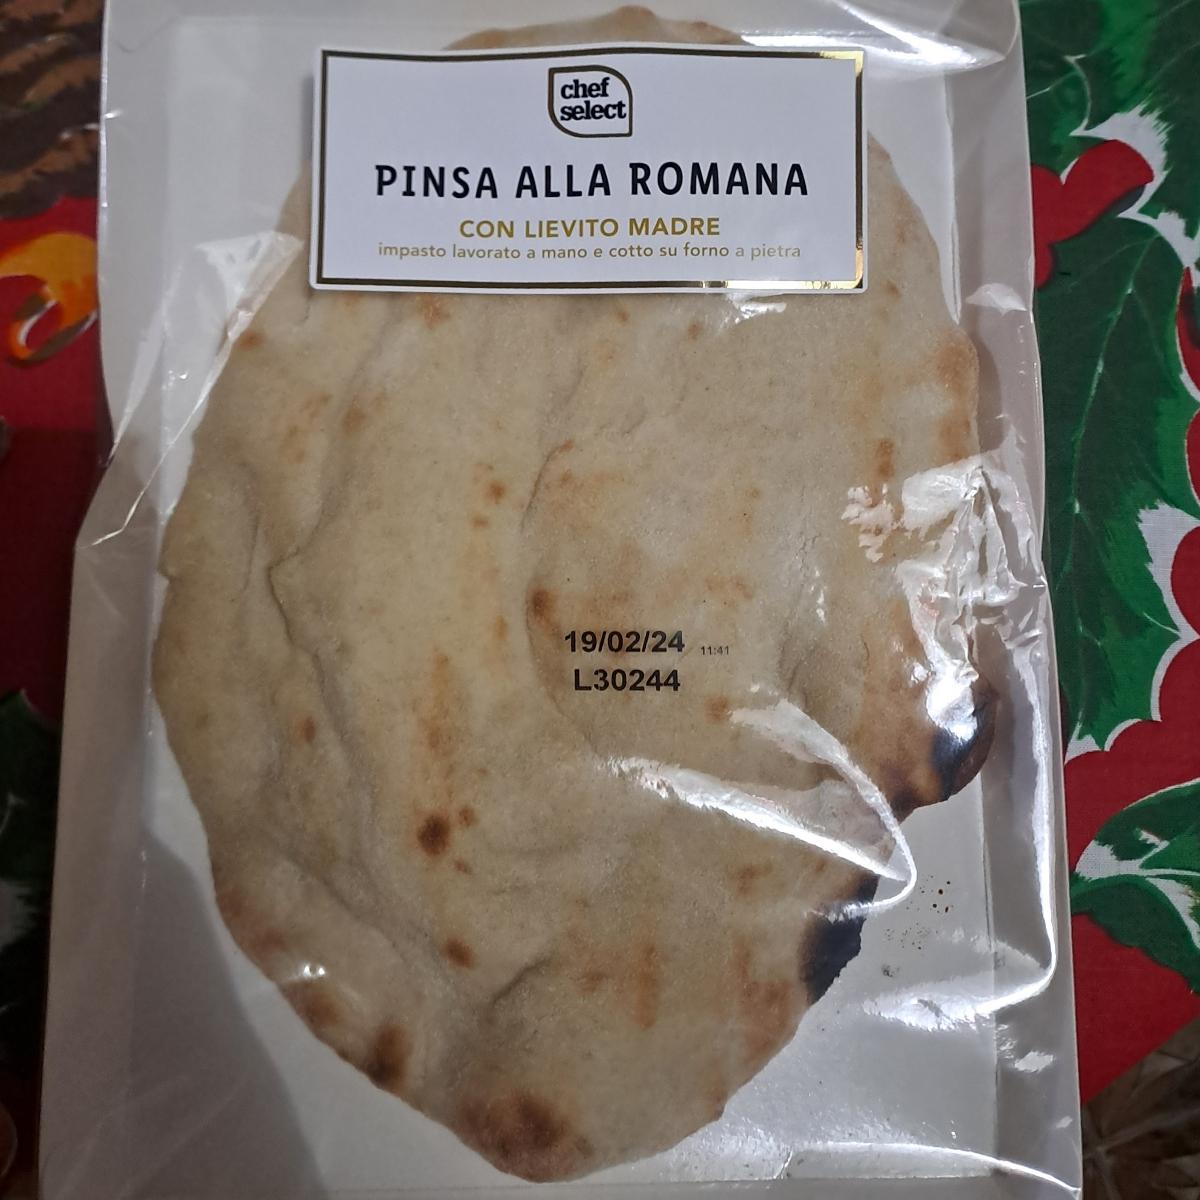 chef
select
PINSA ALLA ROMANA
CON LIEVITO MADRE
impasto lavorato a mano e cotto su forno a pietra
19/02/24 11:41
L30244